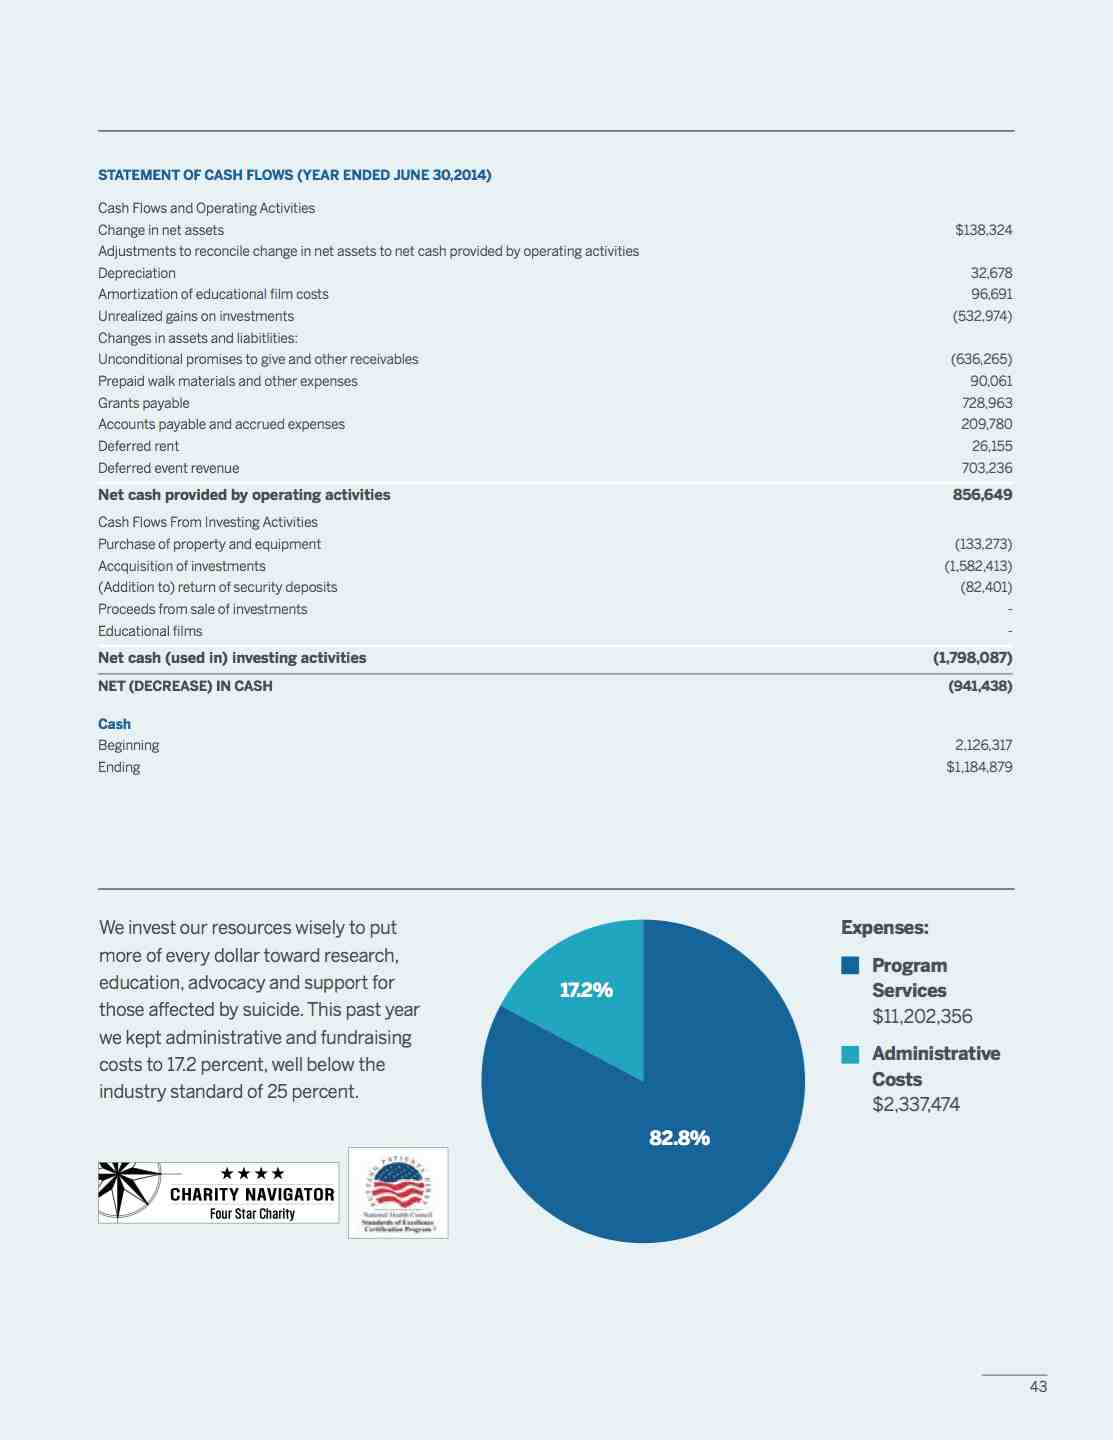 STATEMENT OF CASH FLOWS (YEAR ENDED JUNE 30,2014)
Cash Flows and Operating Activities
Change in net assets $138,324
Adjustments to reconcile change in net assets to net cash provided by operating activities
Depreciation 32,678
Amortization of educational film costs 96,691
Unrealized gains on investments (532,974)
Changes in assets and liabitlities:
Unconditional promises to give and other receivables (636,265)
Prepaid walk materials and other expenses 90,061
Grants payable 728,963
Accounts payable and accrued expenses 209,780
Deferred rent 26,155
Deferred event revenue 703,236
Net cash provided by operating activities 856,649
Cash Flows From Investing Activities
Purchase of property and equipment (133,273)
Accquisition of investments (1,582,413)
(Addition to) return of security deposits (82,401)
Proceeds from sale of investments -
Educational films -
Net cash (used in) investing activities (1,798,087)
NET (DECREASE) IN CASH (941,438)
Cash
Beginning 2,126,317
Ending $1,184,879
We invest our resources wisely to put
more of every dollar toward research,
education, advocacy and support for
those affected by suicide. This past year
we kept administrative and fundraising
costs to 17.2 percent, well below the
industry standard of 25 percent.
CHARITY NAVIGATOR
Four Star Charity
PUTTING PATIENTS FIRST
National Health Council
Standards of Excellence
Certification Program
17.2%
82.8%
Expenses:
Program
Services
$11,202,356
Administrative
Costs
$2,337,474
43